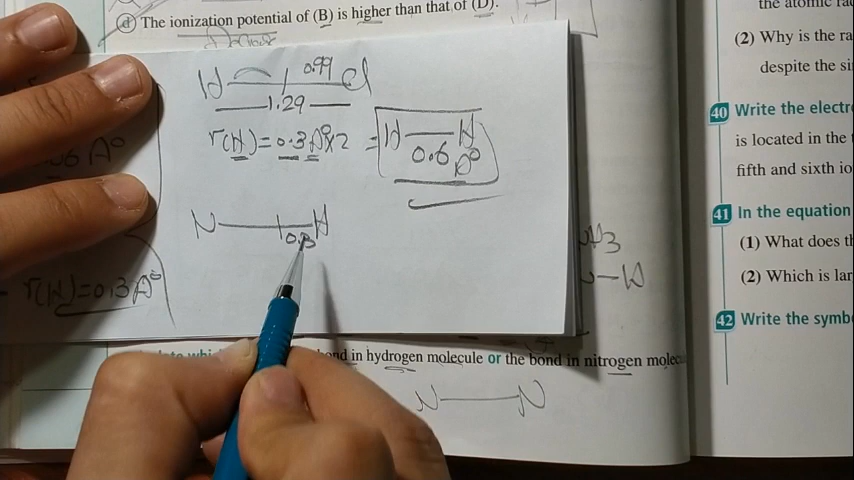 d The ionization potential of (B) is higher than that of (D).
H 0.99 Cl
1.29
r(H) = 0.3 A° x 2 = H — H
0.6 A°
N H
0.3
r(H) = 0.3 A°
H3
— H
bond in hydrogen molecule or the bond in nitrogen molec
N — N
the atomic rad
(2) Why is the ra
despite the si
40 Write the electr
is located in the
fifth and sixth io
41 In the equation
(1) What does t
(2) Which is lar
42 Write the symb